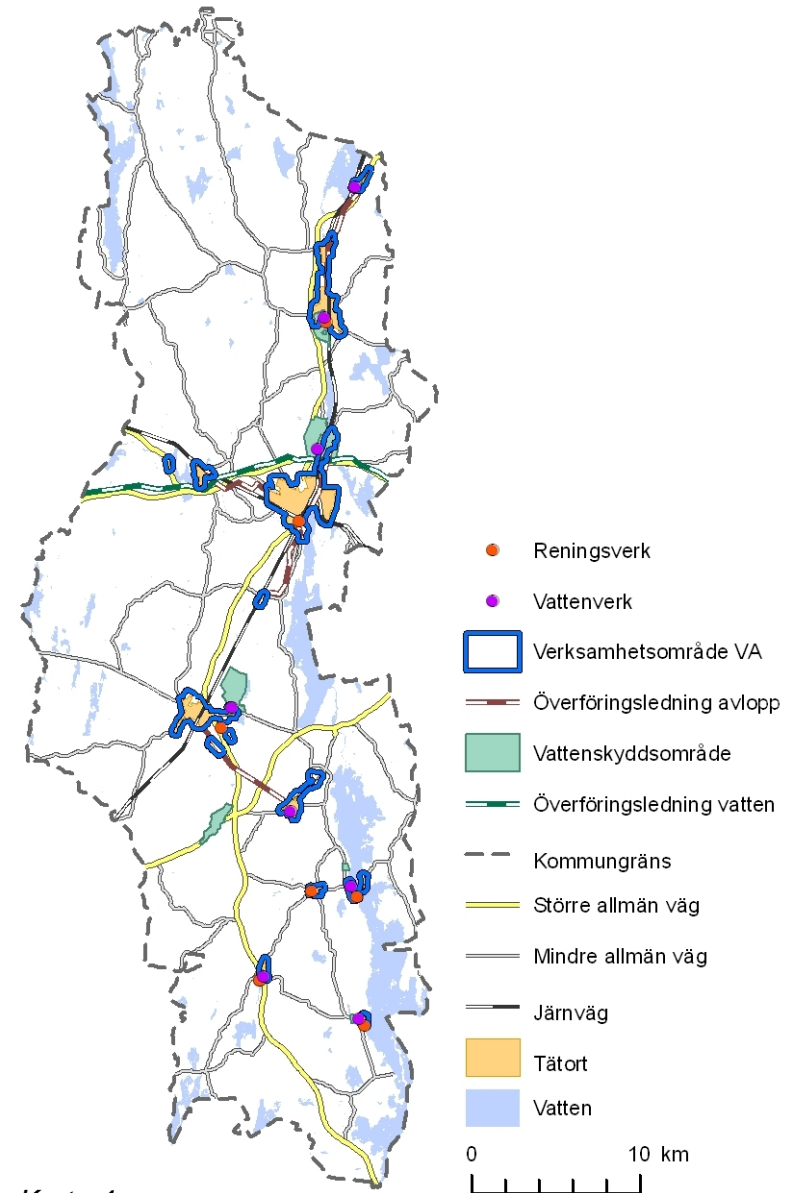 Reningsverk
Vattenverk
Verksamhetsområde VA
Överföringsledning avlopp
Vattenskyddsområde
Överföringsledning vatten
Kommungräns
Större allmän väg
Mindre allmän väg
Järnväg
Tätort
Vatten
0 10 km